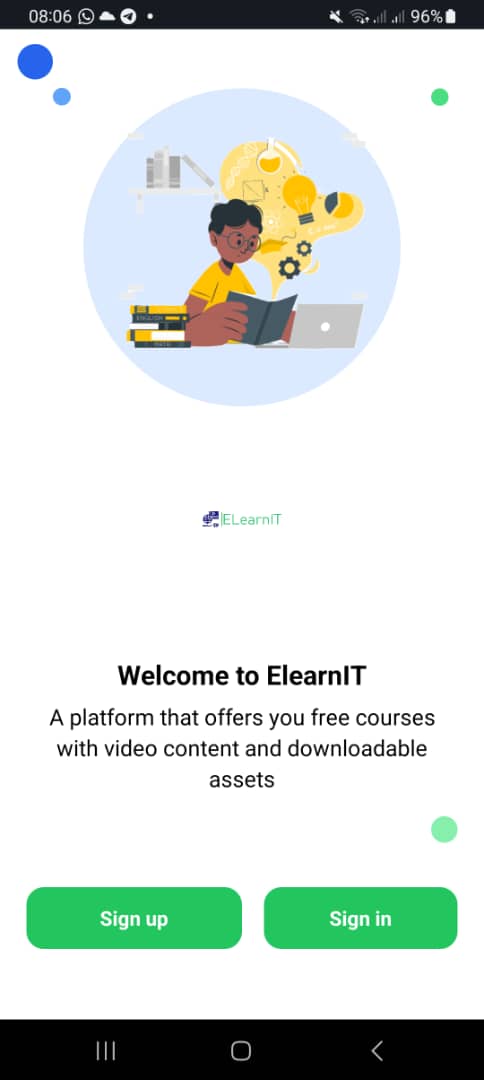 08:06 96%
ENGLISH
MATH
ELearnIT
Welcome to ElearnIT
A platform that offers you free courses
with video content and downloadable
assets
Sign up Sign in